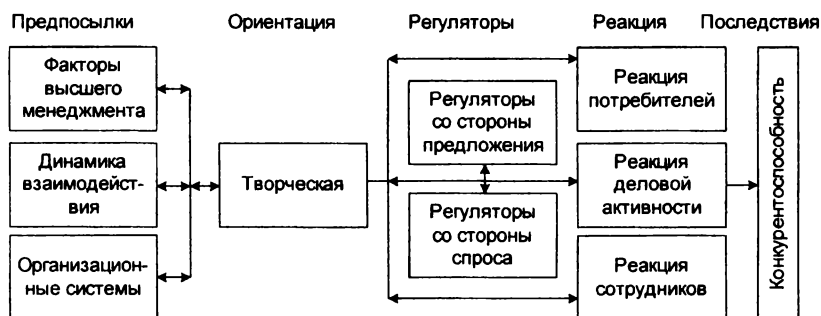 Предпосылки
Ориентация
Регуляторы
Реакция
Последствия
Факторы
высшего
менеджмента
Динамика
взаимодейст-
вия
Организацион-
ные системы
Творческая
Регуляторы
со стороны
предложения
Регуляторы
со стороны
спроса
Реакция
потребителей
Реакция
деловой
активности
Реакция
сотрудников
Конкурентоспособность